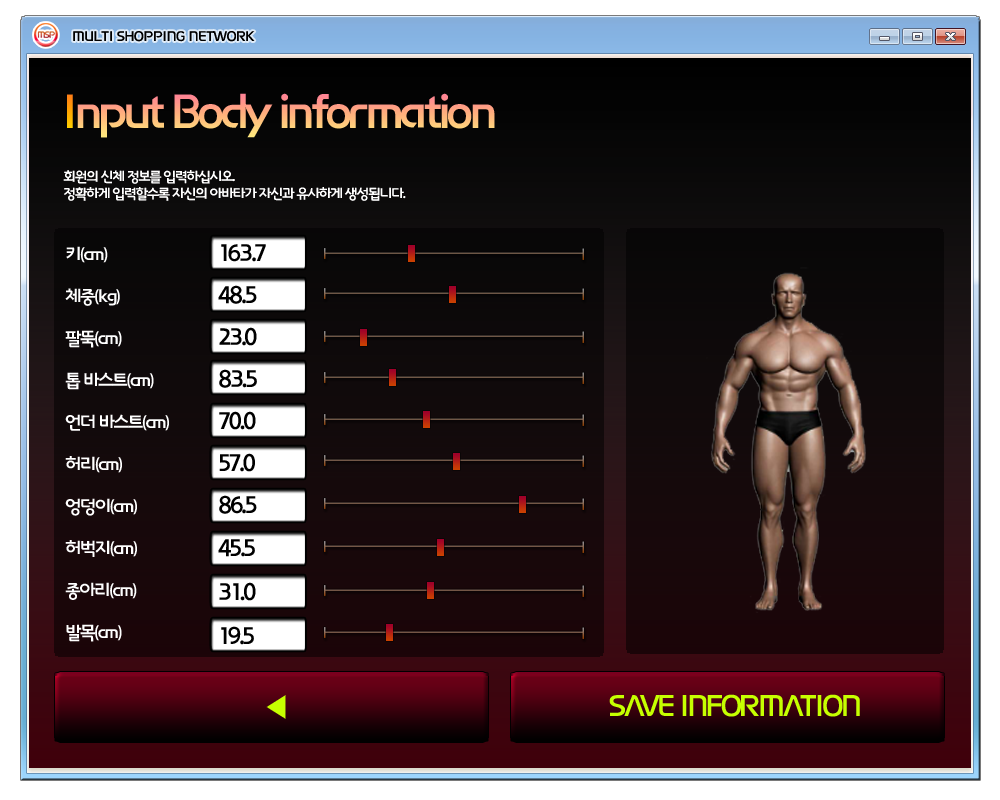 MSP MULTI SHOPPING NETWORK
Input Body information
회원의 신체 정보를 입력하십시오.
정확하게 입력할수록 자신의 아바타가 자신과 유사하게 생성됩니다.
키(cm) 163.7
체중(kg) 48.5
팔뚝(cm) 23.0
톱 바스트(cm) 83.5
언더 바스트(cm) 70.0
허리(cm) 57.0
엉덩이(cm) 86.5
허벅지(cm) 45.5
종아리(cm) 31.0
발목(cm) 19.5
SAVE INFORMATION